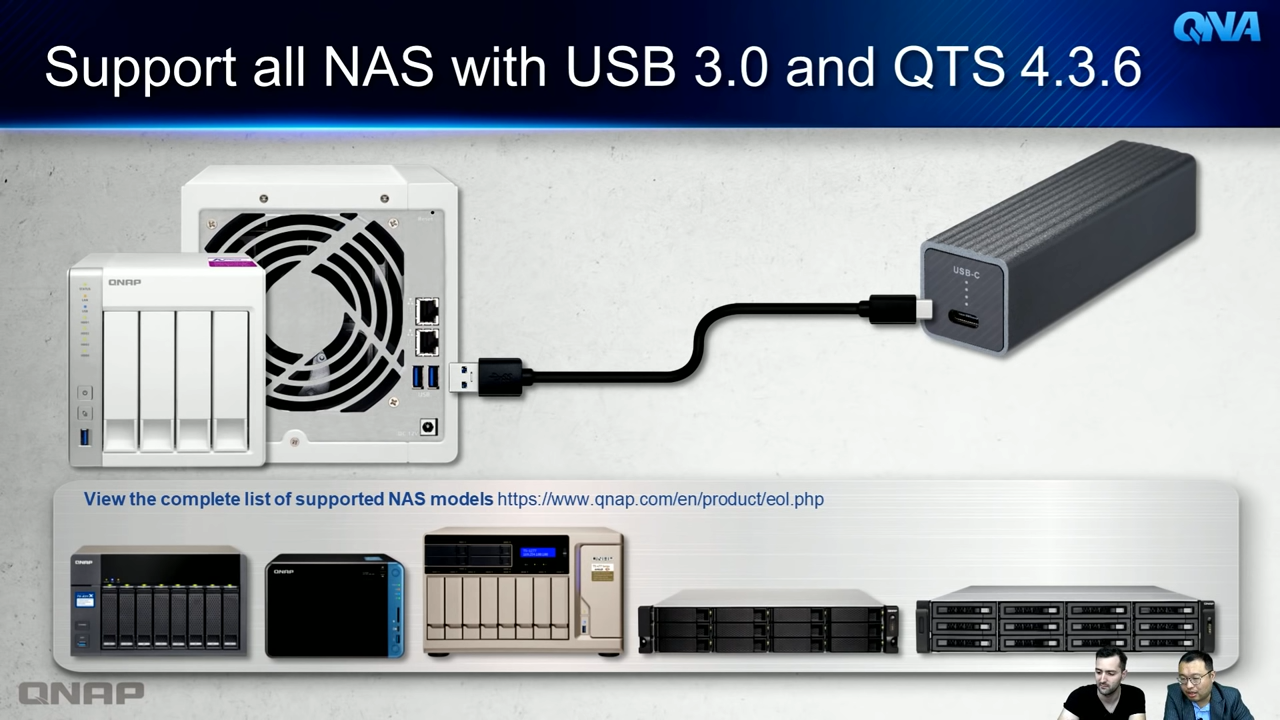 QNA
Support all NAS with USB 3.0 and QTS 4.3.6
USB-C
QNAP
View the complete list of supported NAS models https://www.qnap.com/en/product/eol.php
QNAP
QNAP
QNAP
QNAP